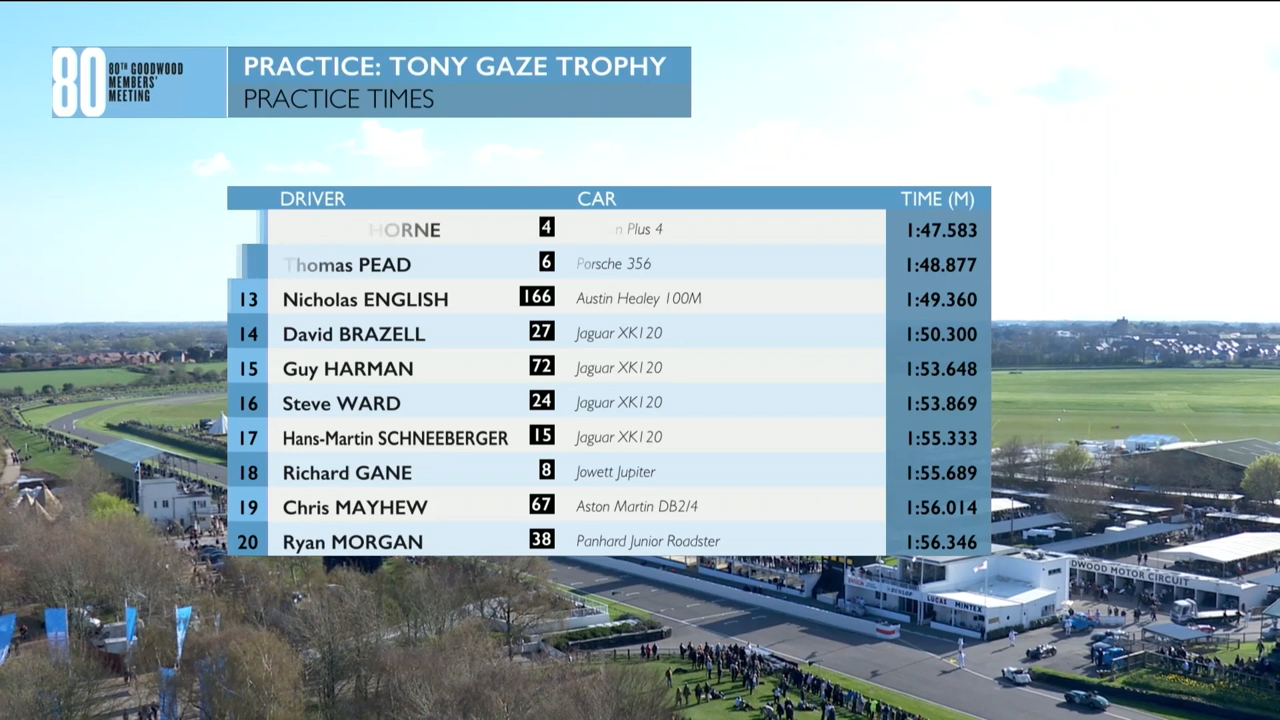 80
80TH GOODWOOD
MEMBERS'
MEETING
PRACTICE: TONY GAZE TROPHY
PRACTICE TIMES
DRIVER CAR TIME (M)
HORNE 4 n Plus 4 1:47.583
Thomas PEAD 6 Porsche 356 1:48.877
13 Nicholas ENGLISH 166 Austin Healey 100M 1:49.360
14 David BRAZELL 27 Jaguar XK120 1:50.300
15 Guy HARMAN 72 Jaguar XK120 1:53.648
16 Steve WARD 24 Jaguar XK120 1:53.869
17 Hans-Martin SCHNEEBERGER 15 Jaguar XK120 1:55.333
18 Richard GANE 8 Jowett Jupiter 1:55.689
19 Chris MAYHEW 67 Aston Martin DB2/4 1:56.014
20 Ryan MORGAN 38 Panhard Junior Roadster 1:56.346
DWOOD MOTOR CIRCUIT
DUNLOP
LUCAS MINTEX